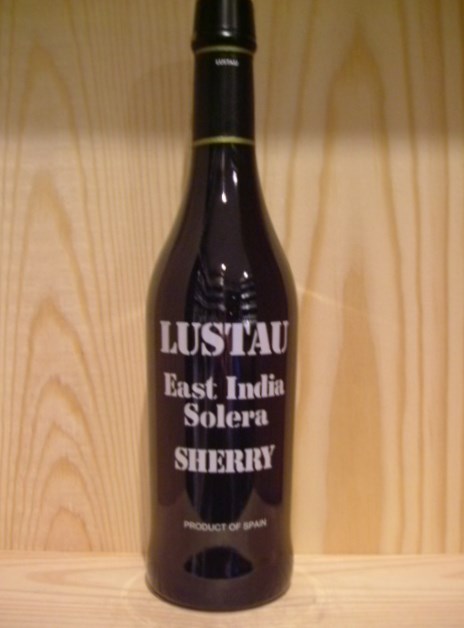 LUSTAU
LUSTAU
East India
Solera
SHERRY
PRODUCT OF SPAIN